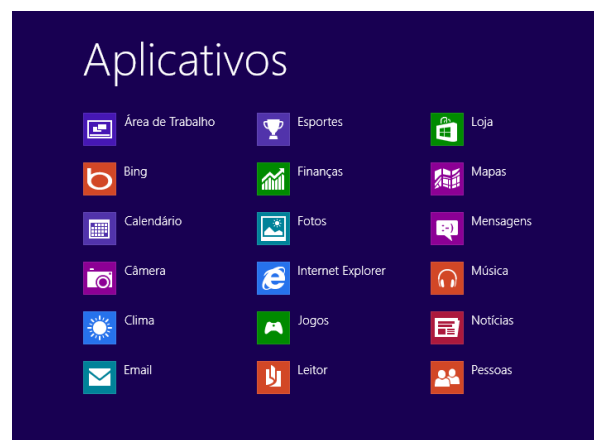 Aplicativos
Área de Trabalho
Bing
Calendário
Câmera
Clima
Email
Esportes
Finanças
Fotos
Internet Explorer
Jogos
Leitor
Loja
Mapas
Mensagens
Música
Notícias
Pessoas